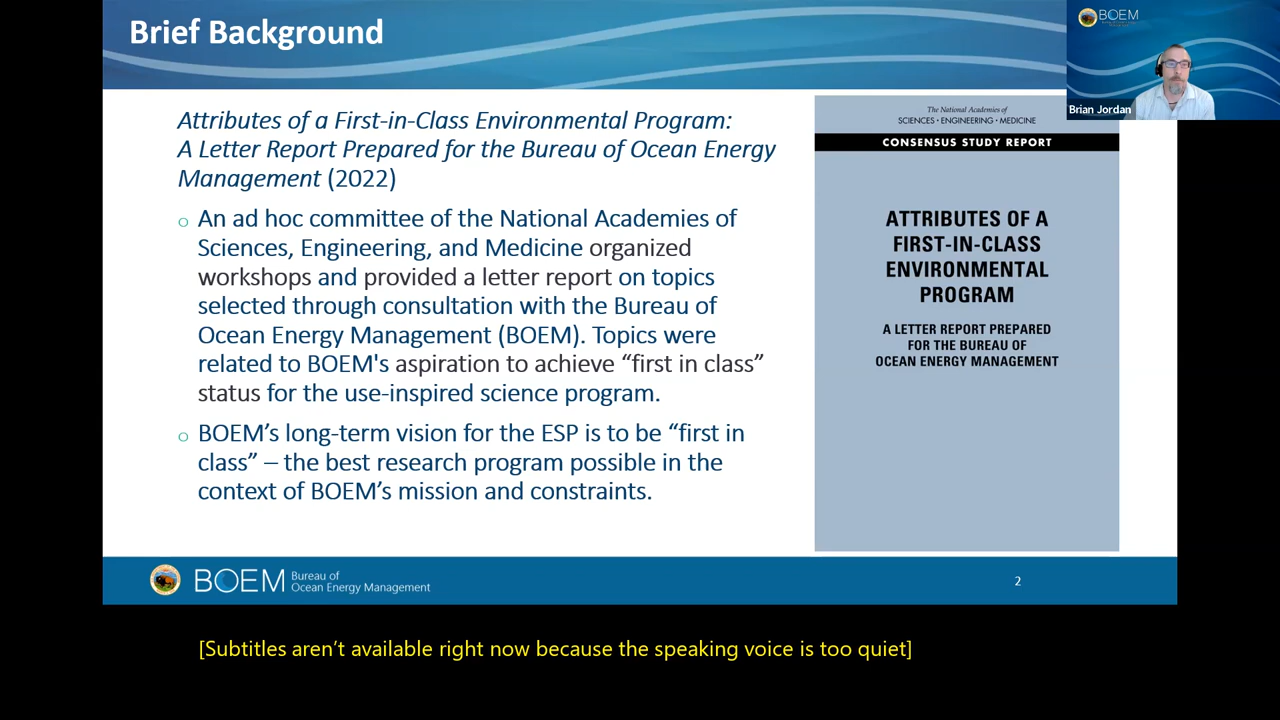 Brief Background
BOEM
Brian Jordan
Attributes of a First-in-Class Environmental Program:
A Letter Report Prepared for the Bureau of Ocean Energy
Management (2022)
o An ad hoc committee of the National Academies of
Sciences, Engineering, and Medicine organized
workshops and provided a letter report on topics
selected through consultation with the Bureau of
Ocean Energy Management (BOEM). Topics were
related to BOEM's aspiration to achieve “first in class”
status for the use-inspired science program.
o BOEM’s long-term vision for the ESP is to be “first in
class” – the best research program possible in the
context of BOEM’s mission and constraints.
The National Academies of
SCIENCES • ENGINEERING • MEDICINE
CONSENSUS STUDY REPORT
ATTRIBUTES OF A
FIRST-IN-CLASS
ENVIRONMENTAL
PROGRAM
A LETTER REPORT PREPARED
FOR THE BUREAU OF
OCEAN ENERGY MANAGEMENT
BOEM Bureau of
Ocean Energy Management
2
[Subtitles aren’t available right now because the speaking voice is too quiet]